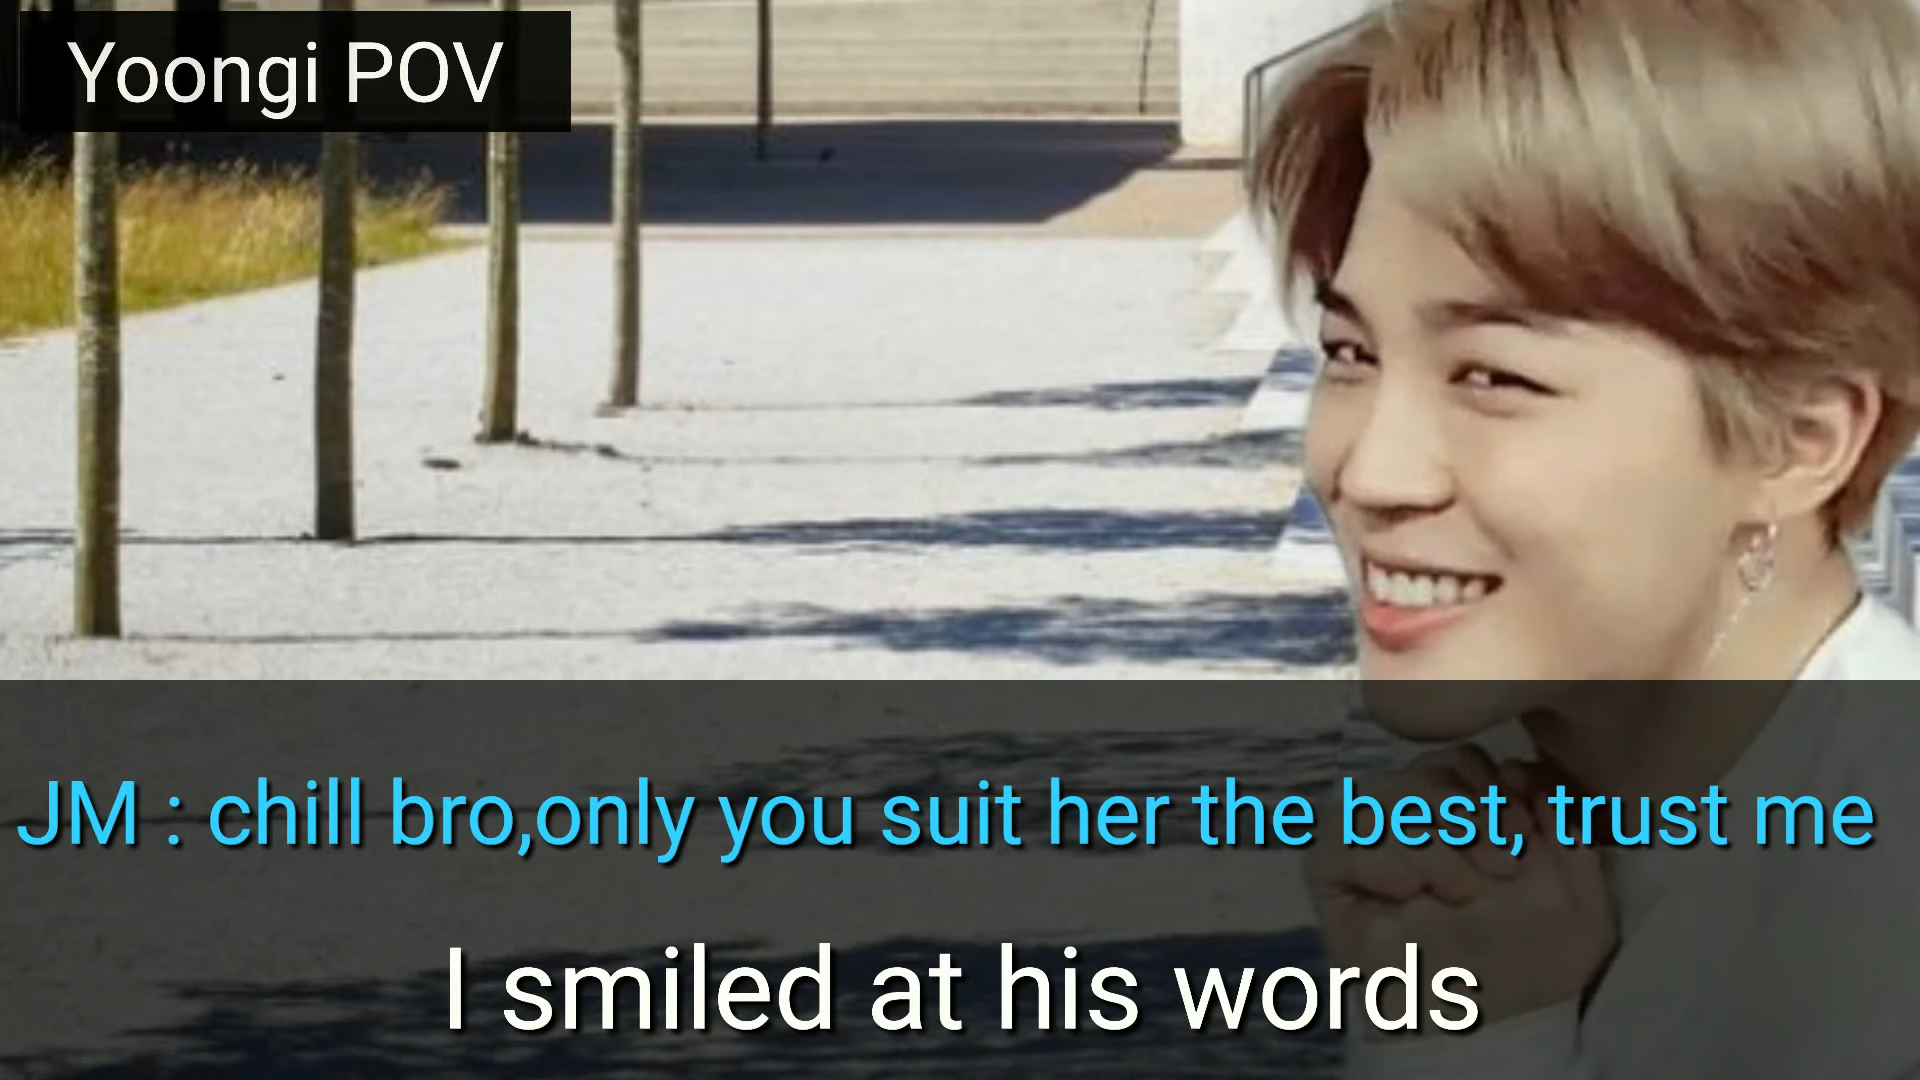 Yoongi POV
JM : chill bro,only you suit her the best, trust me
I smiled at his words